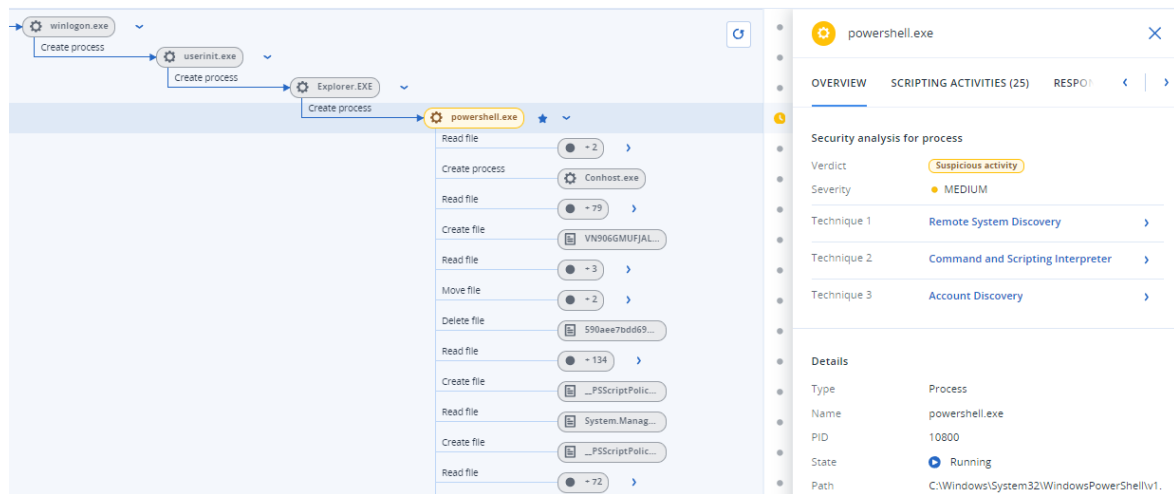 winlogon.exe
Create process
userinit.exe
Create process
Explorer.EXE
Create process
powershell.exe
Read file
+2
Create process
Conhost.exe
Read file
+79
Create file
VN906GMUFJAL...
Read file
+3
Move file
+2
Delete file
590aee7bdd69...
Read file
+134
Create file
__PSScriptPolic...
Read file
System.Manag...
Create file
__PSScriptPolic...
Read file
+72
powershell.exe
OVERVIEW SCRIPTING ACTIVITIES (25) RESPON
Security analysis for process
Verdict Suspicious activity
Severity MEDIUM
Technique 1 Remote System Discovery
Technique 2 Command and Scripting Interpreter
Technique 3 Account Discovery
Details
Type Process
Name powershell.exe
PID 10800
State Running
Path C:\Windows\System32\WindowsPowerShell\v1.